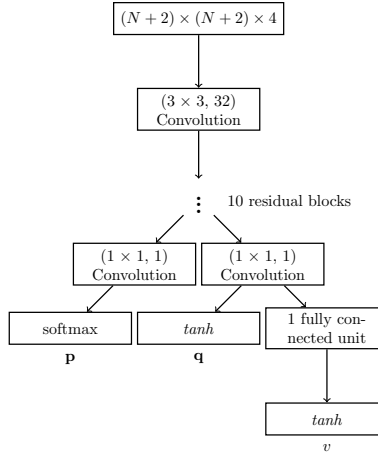 (N + 2) × (N + 2) × 4
(3 × 3, 32)
Convolution
⋮ 10 residual blocks
(1 × 1, 1)
Convolution
(1 × 1, 1)
Convolution
softmax
tanh
1 fully con-
nected unit
p
q
tanh
v